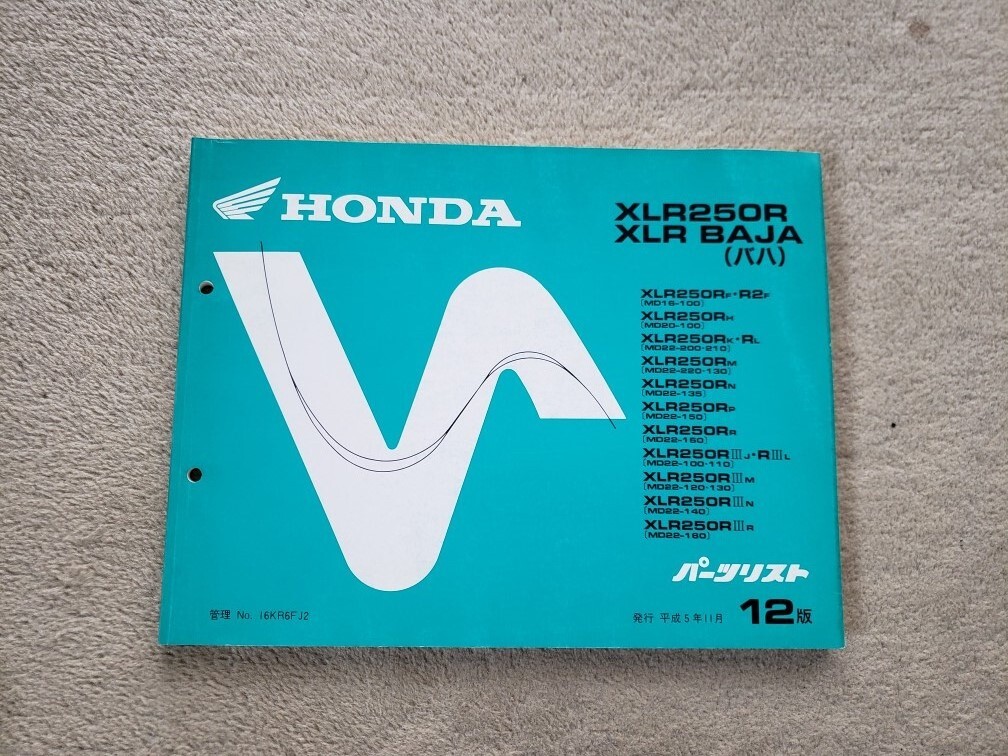 HONDA
XLR250R
XLR BAJA
(バハ)
XLR250RF・R2F
(MD16-100)
XLR250RH
(MD20-100)
XLR250RK・RL
(MD22-200・210)
XLR250RM
(MD22-220・130)
XLR250RN
(MD22-135)
XLR250RP
(MD22-150)
XLR250RR
(MD22-160)
XLR250RⅢJ・RⅢL
(MD22-100・110)
XLR250RⅢM
(MD22-120・130)
XLR250RⅢN
(MD22-140)
XLR250RⅢR
(MD22-160)
パーツリスト
管理 No. 16KR6FJ2
発行 平成5年11月 12版